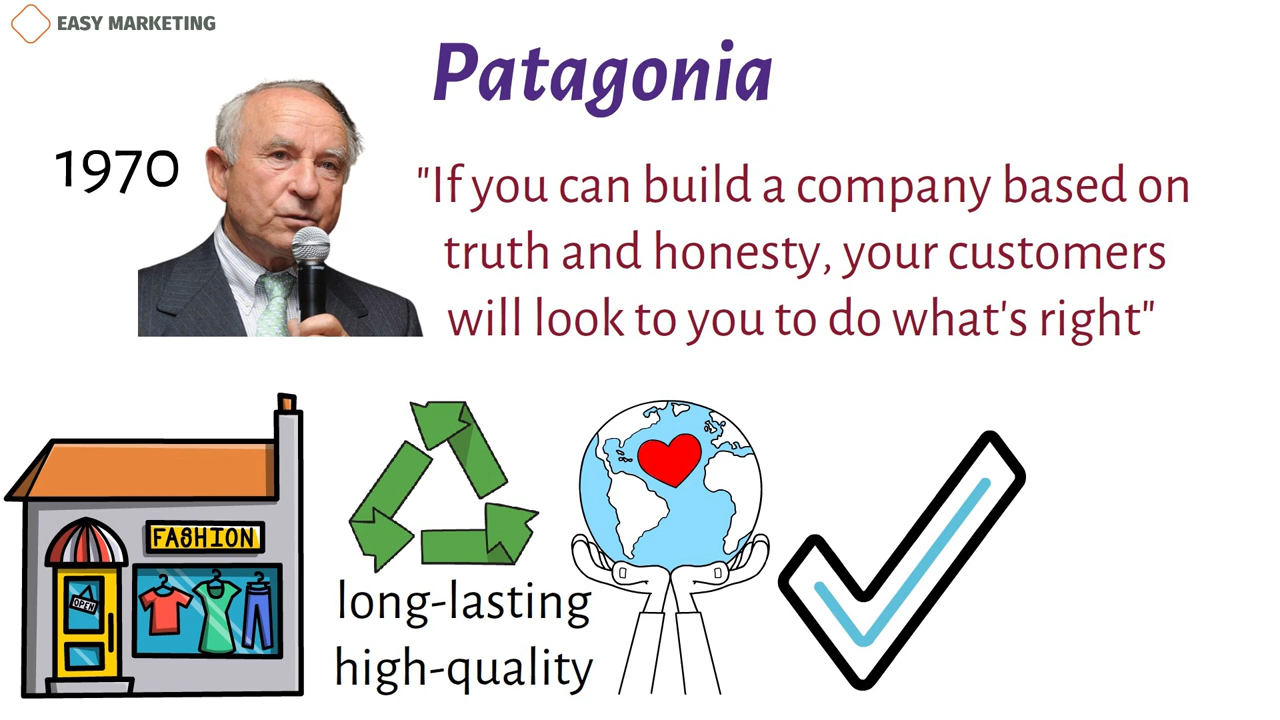 EASY MARKETING
Patagonia
1970
"If you can build a company based on
truth and honesty, your customers
will look to you to do what's right"
FASHION
OPEN
long-lasting
high-quality